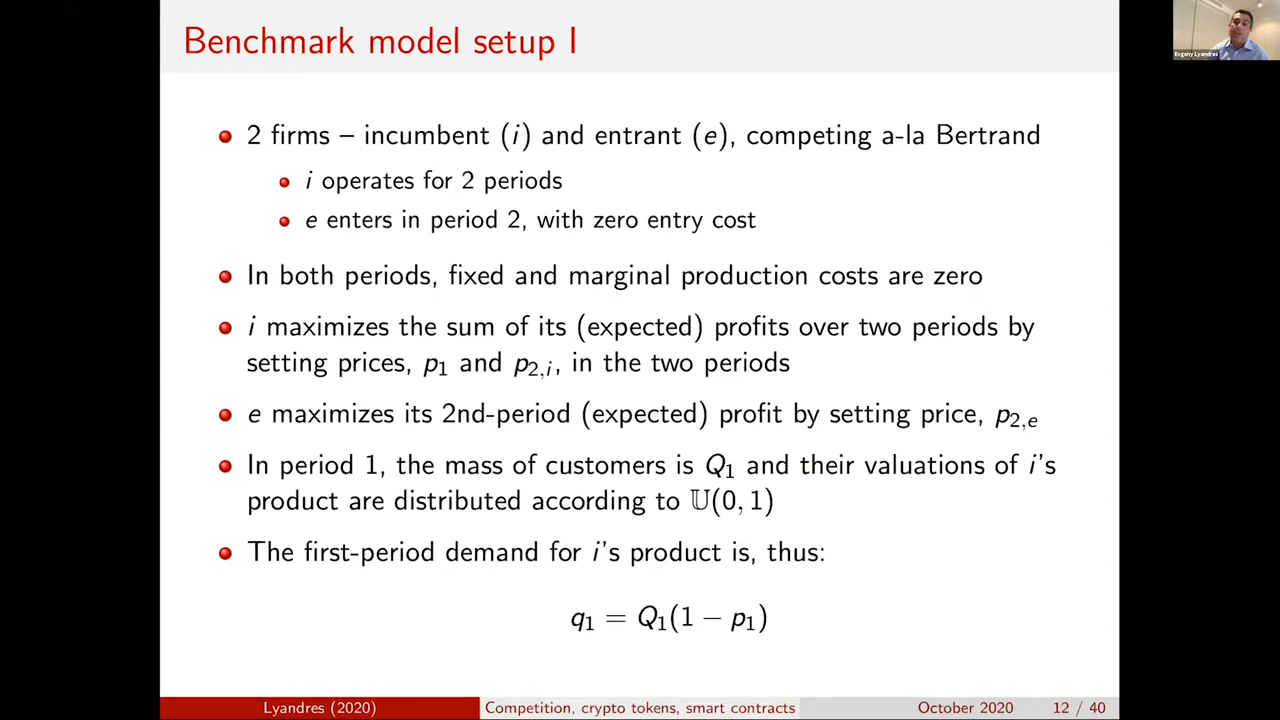 Benchmark model setup I
Evgeny Lyandres
2 firms – incumbent (i) and entrant (e), competing a-la Bertrand
i operates for 2 periods
e enters in period 2, with zero entry cost
In both periods, fixed and marginal production costs are zero
i maximizes the sum of its (expected) profits over two periods by
setting prices, p₁ and p₂,ᵢ, in the two periods
e maximizes its 2nd-period (expected) profit by setting price, p₂,ₑ
In period 1, the mass of customers is Q₁ and their valuations of i's
product are distributed according to 𝕌(0, 1)
The first-period demand for i's product is, thus:
q₁ = Q₁(1 − p₁)
Lyandres (2020) Competition, crypto tokens, smart contracts October 2020 12 / 40